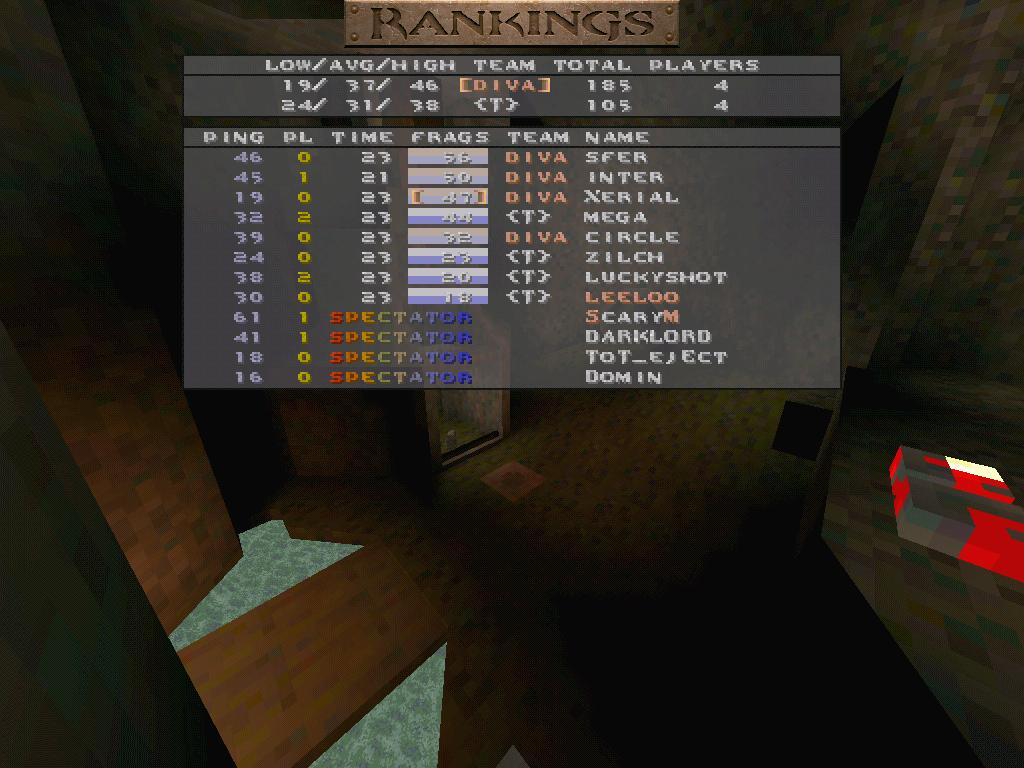 RANKINGS
LOW/AVG/HIGH TEAM TOTAL PLAYERS
19/ 37/ 46 [DIVA] 185 4
24/ 31/ 38 {T} 105 4
PING PL TIME FRAGS TEAM NAME
46 0 23 56 DIVA SFER
45 1 21 50 DIVA INTER
19 0 23 [ 47] DIVA XERIAL
32 2 23 44 {T} MEGA
39 0 23 32 DIVA CIRCLE
24 0 23 23 {T} ZILCH
38 2 23 20 {T} LUCKYSHOT
30 0 23 18 {T} LEELOO
61 1 SPECTATOR SCARYM
41 1 SPECTATOR DARKLORD
18 0 SPECTATOR TOT_EJECT
16 0 SPECTATOR DOMIN